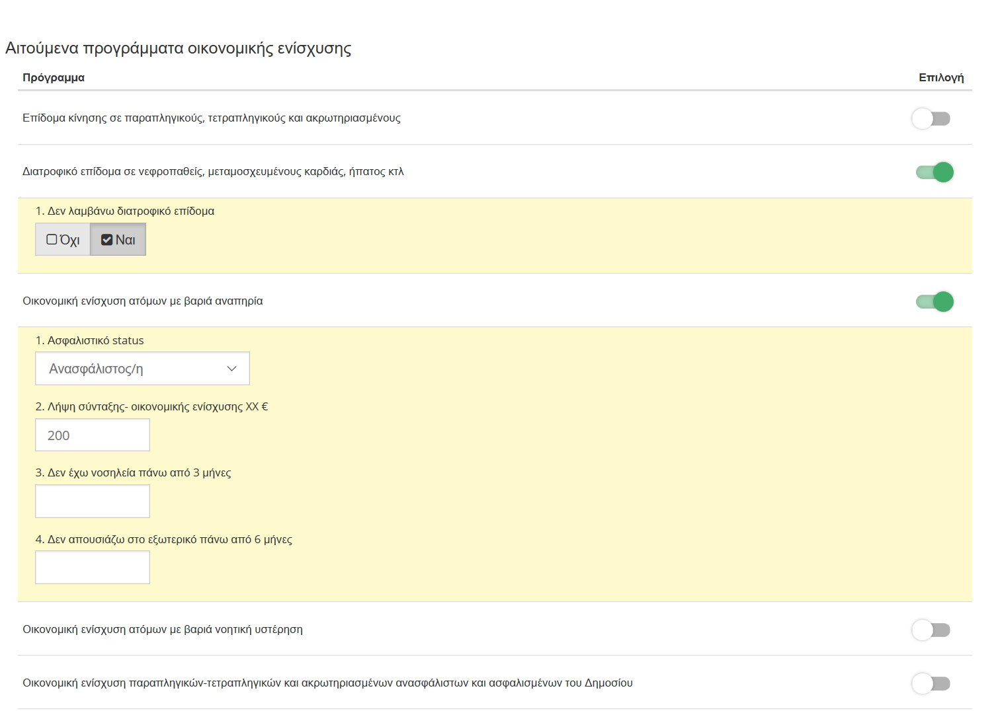 Αιτούμενα προγράμματα οικονομικής ενίσχυσης
Πρόγραμμα Επιλογή
Επίδομα κίνησης σε παραπληγικούς, τετραπληγικούς και ακρωτηριασμένους
Διατροφικό επίδομα σε νεφροπαθείς, μεταμοσχευμένους καρδιάς, ήπατος κτλ
1. Δεν λαμβάνω διατροφικό επίδομα
Όχι Ναι
Οικονομική ενίσχυση ατόμων με βαριά αναπηρία
1. Ασφαλιστικό status
Ανασφάλιστος/η
2. Λήψη σύνταξης- οικονομικής ενίσχυσης XX €
200
3. Δεν έχω νοσηλεία πάνω από 3 μήνες
4. Δεν απουσιάζω στο εξωτερικό πάνω από 6 μήνες
Οικονομική ενίσχυση ατόμων με βαριά νοητική υστέρηση
Οικονομική ενίσχυση παραπληγικών-τετραπληγικών και ακρωτηριασμένων ανασφάλιστων και ασφαλισμένων του Δημοσίου